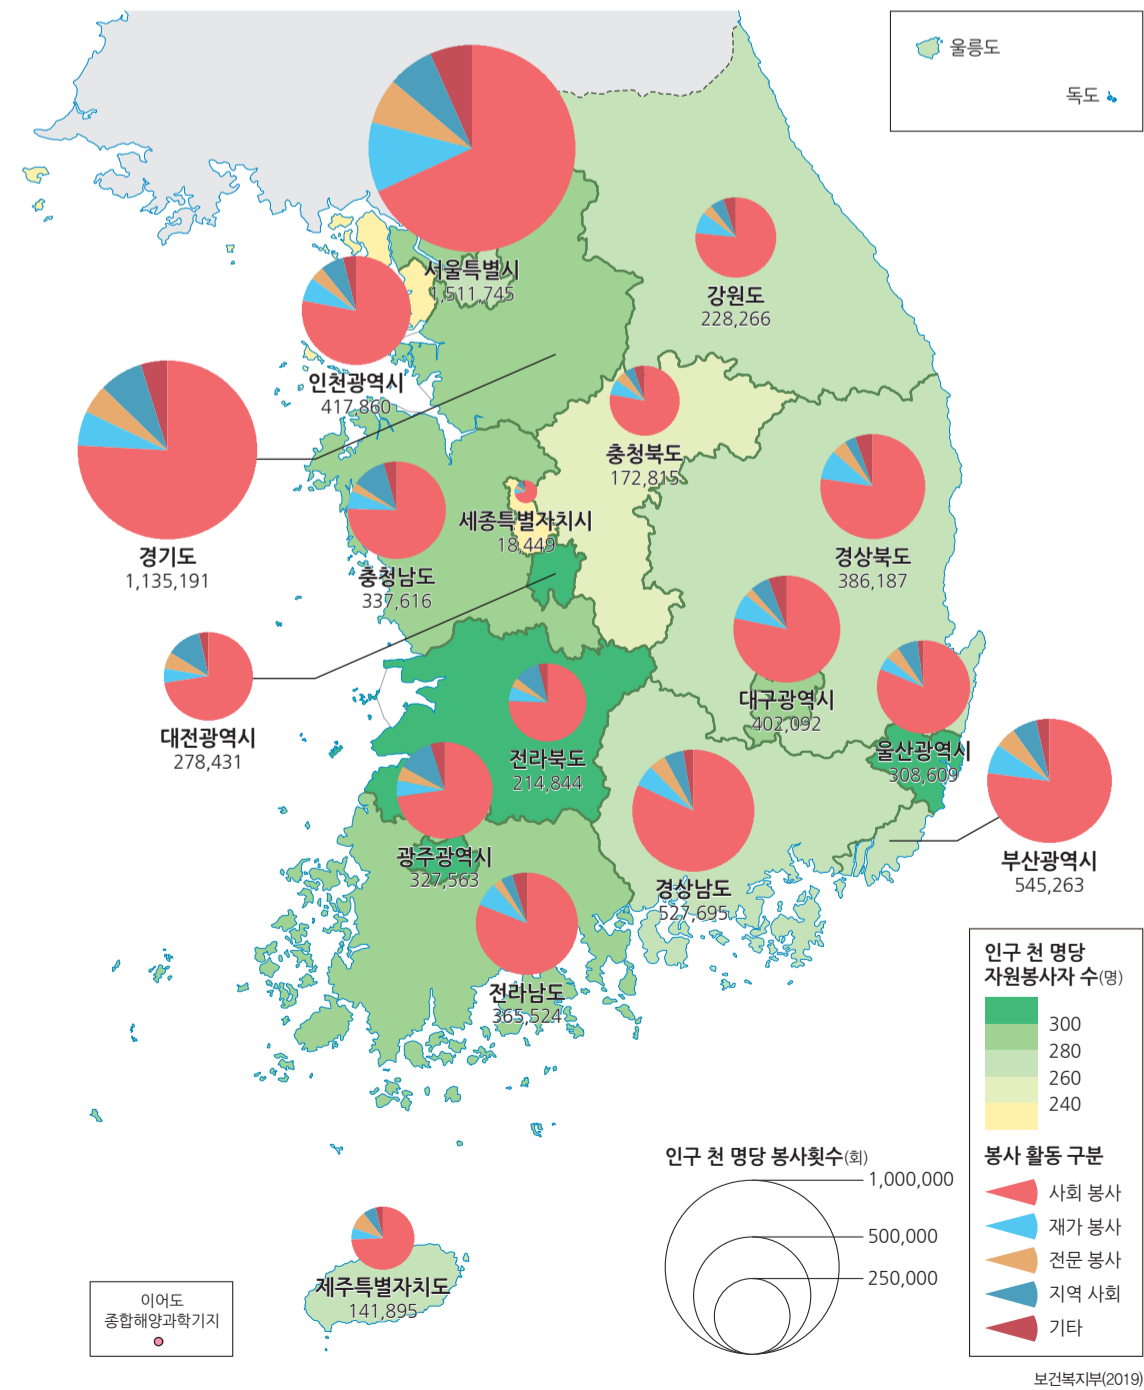 울릉도
독도
서울특별시
1,511,745
강원도
228,266
인천광역시
417,860
충청북도
172,815
경기도
1,135,191
세종특별자치시
18,449
충청남도
337,616
경상북도
386,187
대구광역시
402,092
대전광역시
278,431
전라북도
214,844
울산광역시
308,609
광주광역시
327,563
경상남도
527,695
부산광역시
545,263
전라남도
365,524
제주특별자치도
141,895
이어도
종합해양과학기지
인구 천 명당 봉사횟수(회)
1,000,000
500,000
250,000
인구 천 명당
자원봉사자 수(명)
300
280
260
240
봉사 활동 구분
사회 봉사
재가 봉사
전문 봉사
지역 사회
기타
보건복지부(2019)